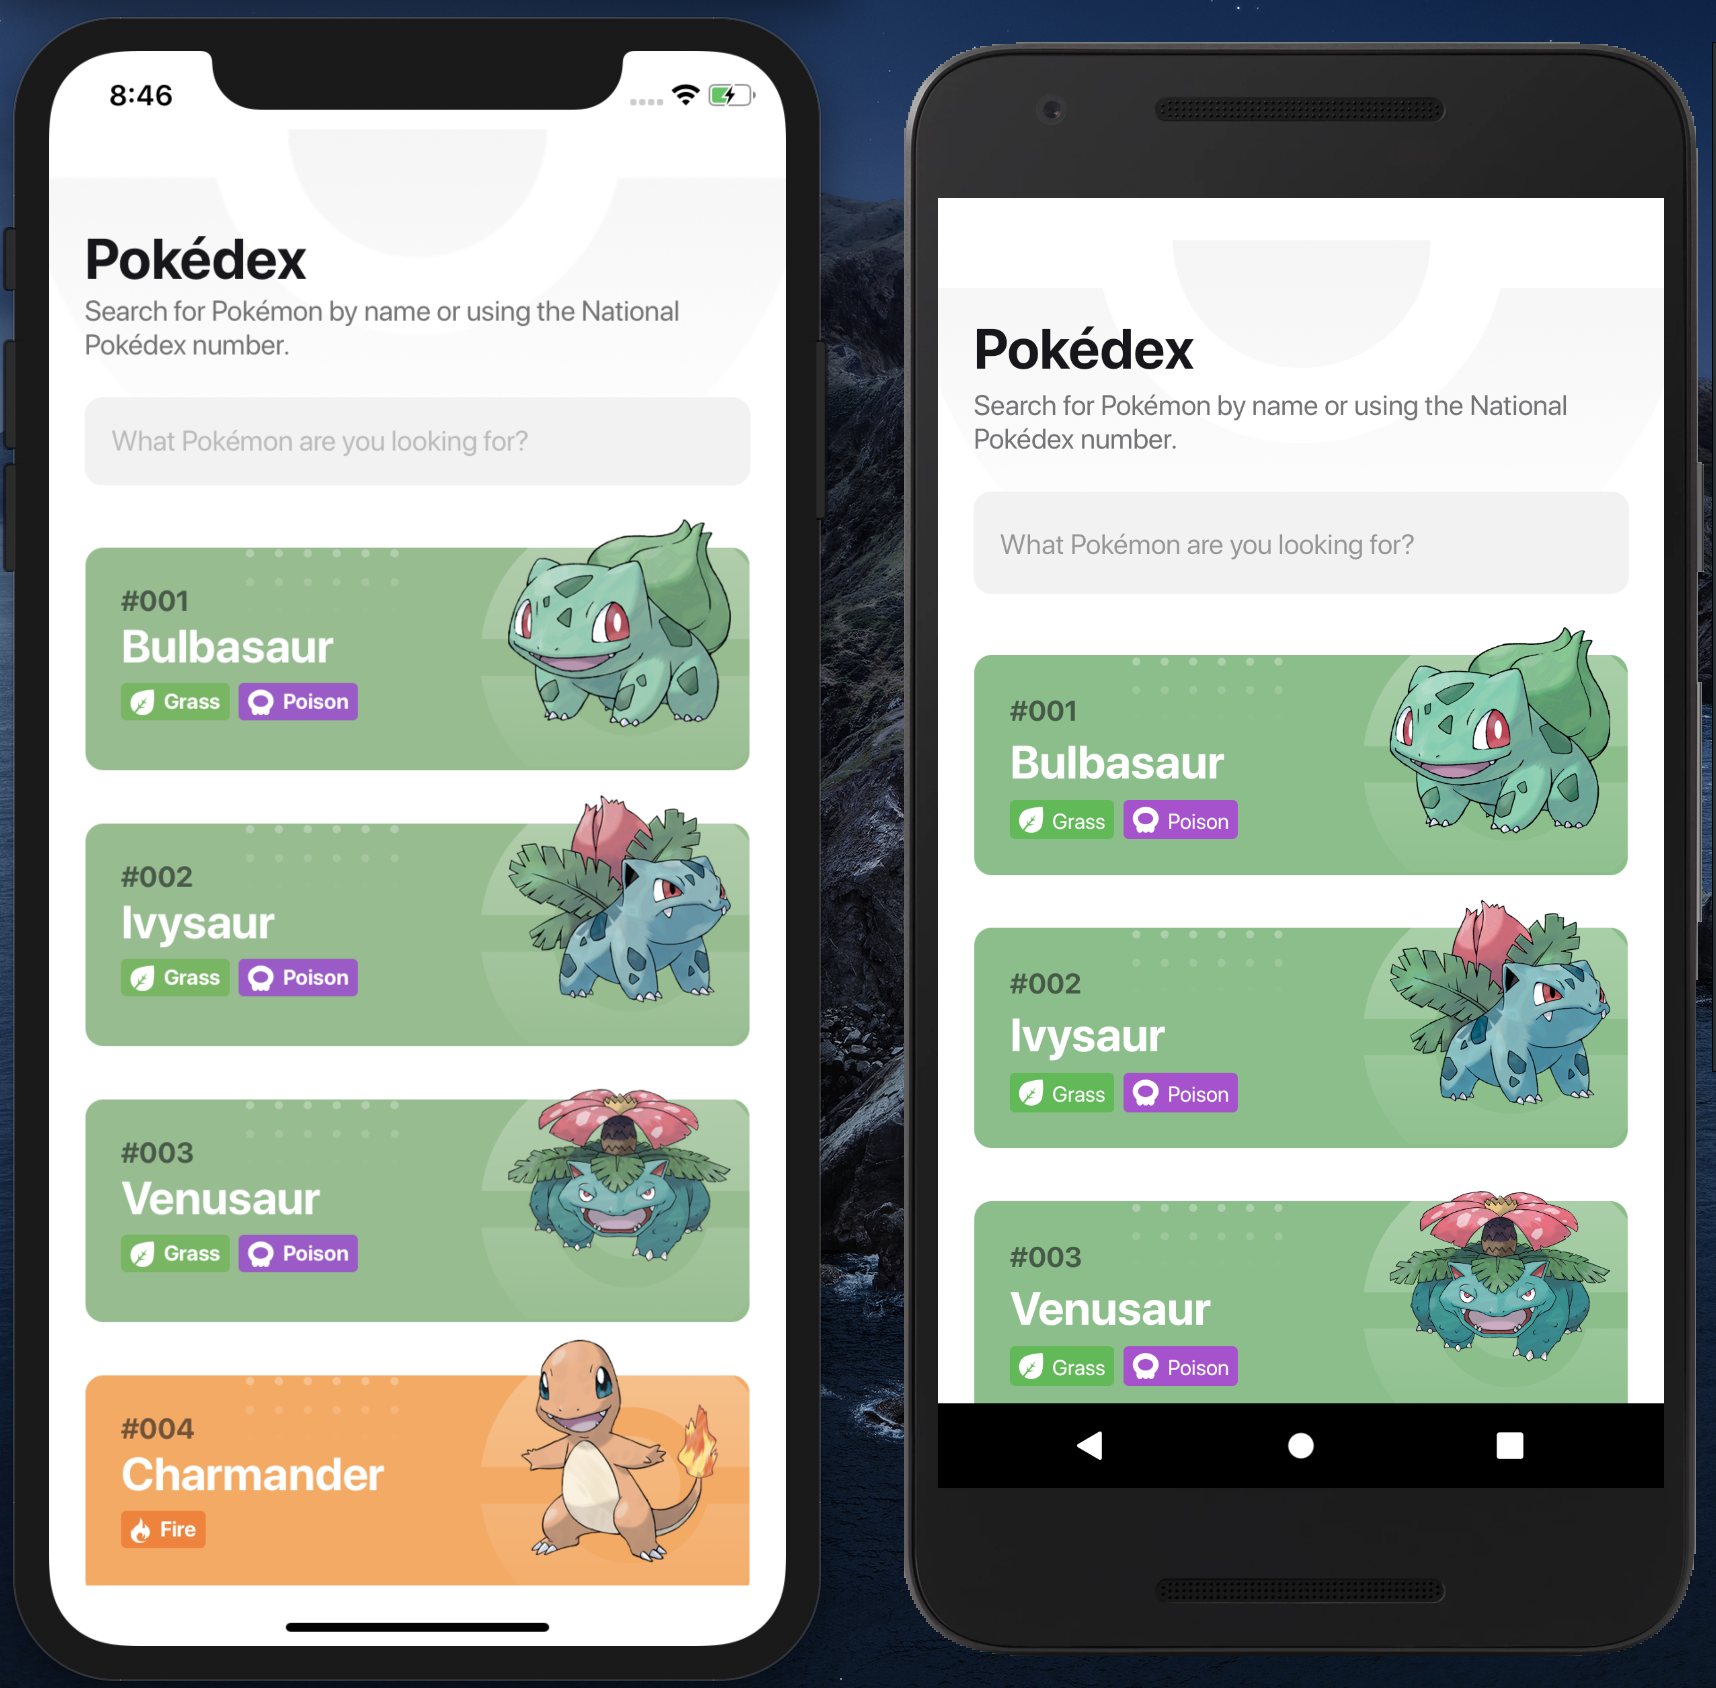 8:46
Pokédex
Search for Pokémon by name or using the National
Pokédex number.
What Pokémon are you looking for?
#001
Bulbasaur
Grass Poison
#002
Ivysaur
Grass Poison
#003
Venusaur
Grass Poison
#004
Charmander
Fire
Pokédex
Search for Pokémon by name or using the National
Pokédex number.
What Pokémon are you looking for?
#001
Bulbasaur
Grass Poison
#002
Ivysaur
Grass Poison
#003
Venusaur
Grass Poison